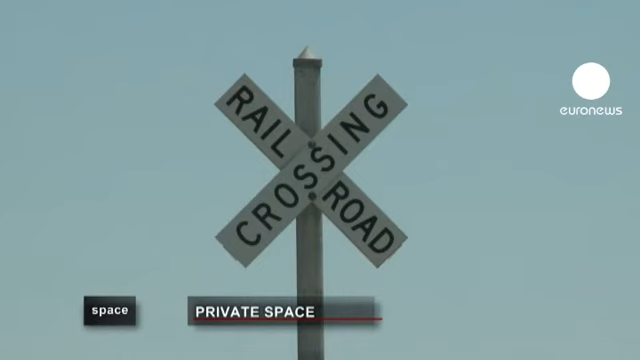 RAIL ROAD
CROSSING
euronews
space
PRIVATE SPACE